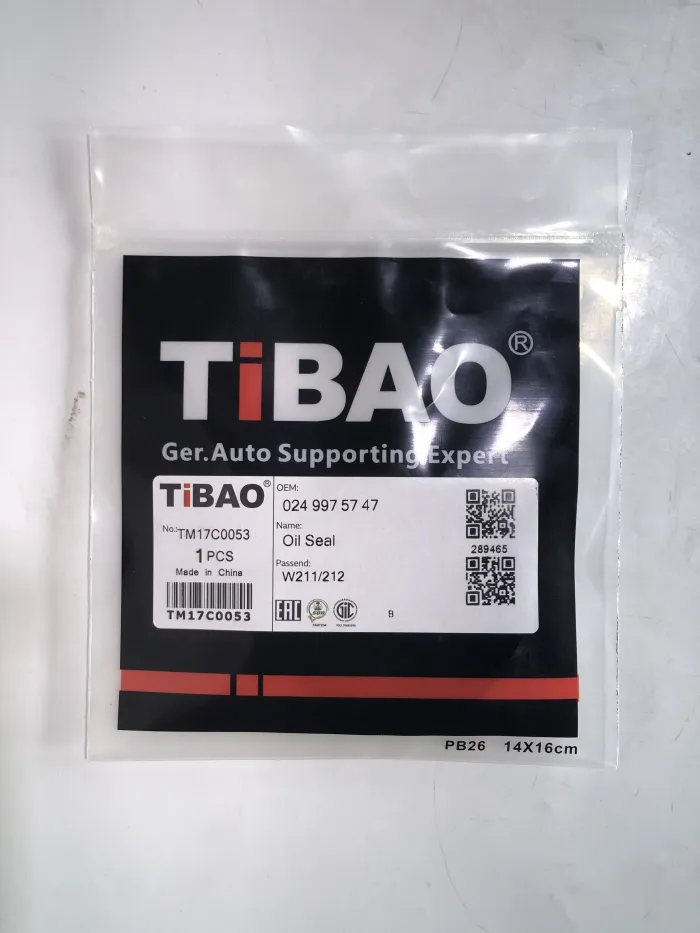 TiBAO®
Ger.Auto Supporting Expert
TiBAO®
No.:TM17C0053
1 PCS
Made in China
TM17C0053
OEM:
024 997 57 47
Name:
Oil Seal
Passend:
W211/212
EAC
GIC
B
289465
PB26 14X16cm